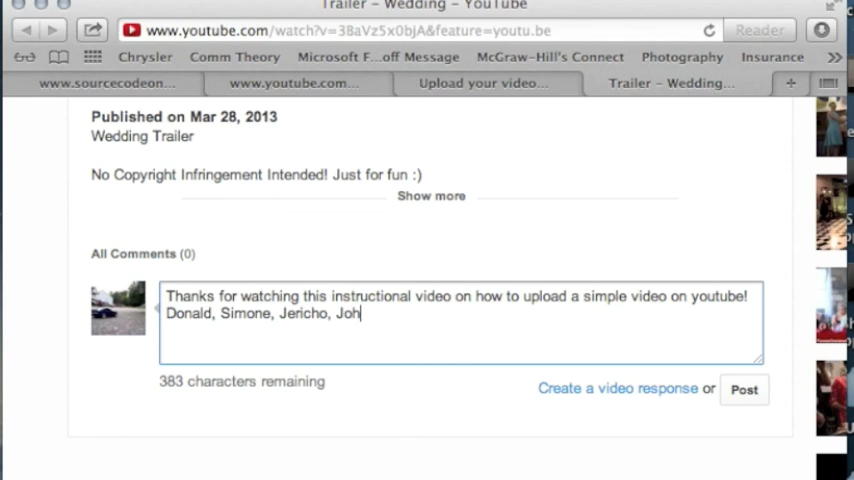 Trailer – Wedding – YouTube
www.youtube.com/watch?v=3BaVz5x0bjA&feature=youtu.be
Reader
Chrysler Comm Theory Microsoft F...off Message McGraw-Hill's Connect Photography Insurance
www.sourcecodeon... www.youtube.com... Upload your video... Trailer – Wedding...
Published on Mar 28, 2013
Wedding Trailer
No Copyright Infringement Intended! Just for fun :)
Show more
All Comments (0)
Thanks for watching this instructional video on how to upload a simple video on youtube!
Donald, Simone, Jericho, Joh
383 characters remaining
Create a video response or Post